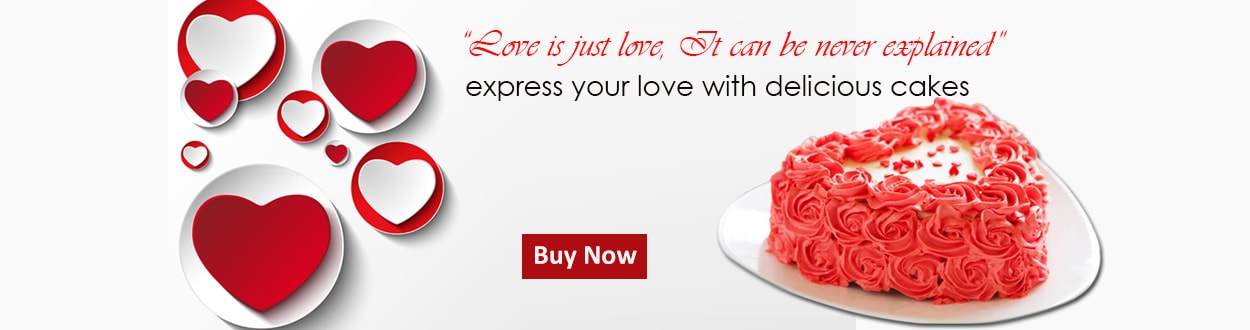 "Love is just love, It can be never explained"
express your love with delicious cakes
Buy Now